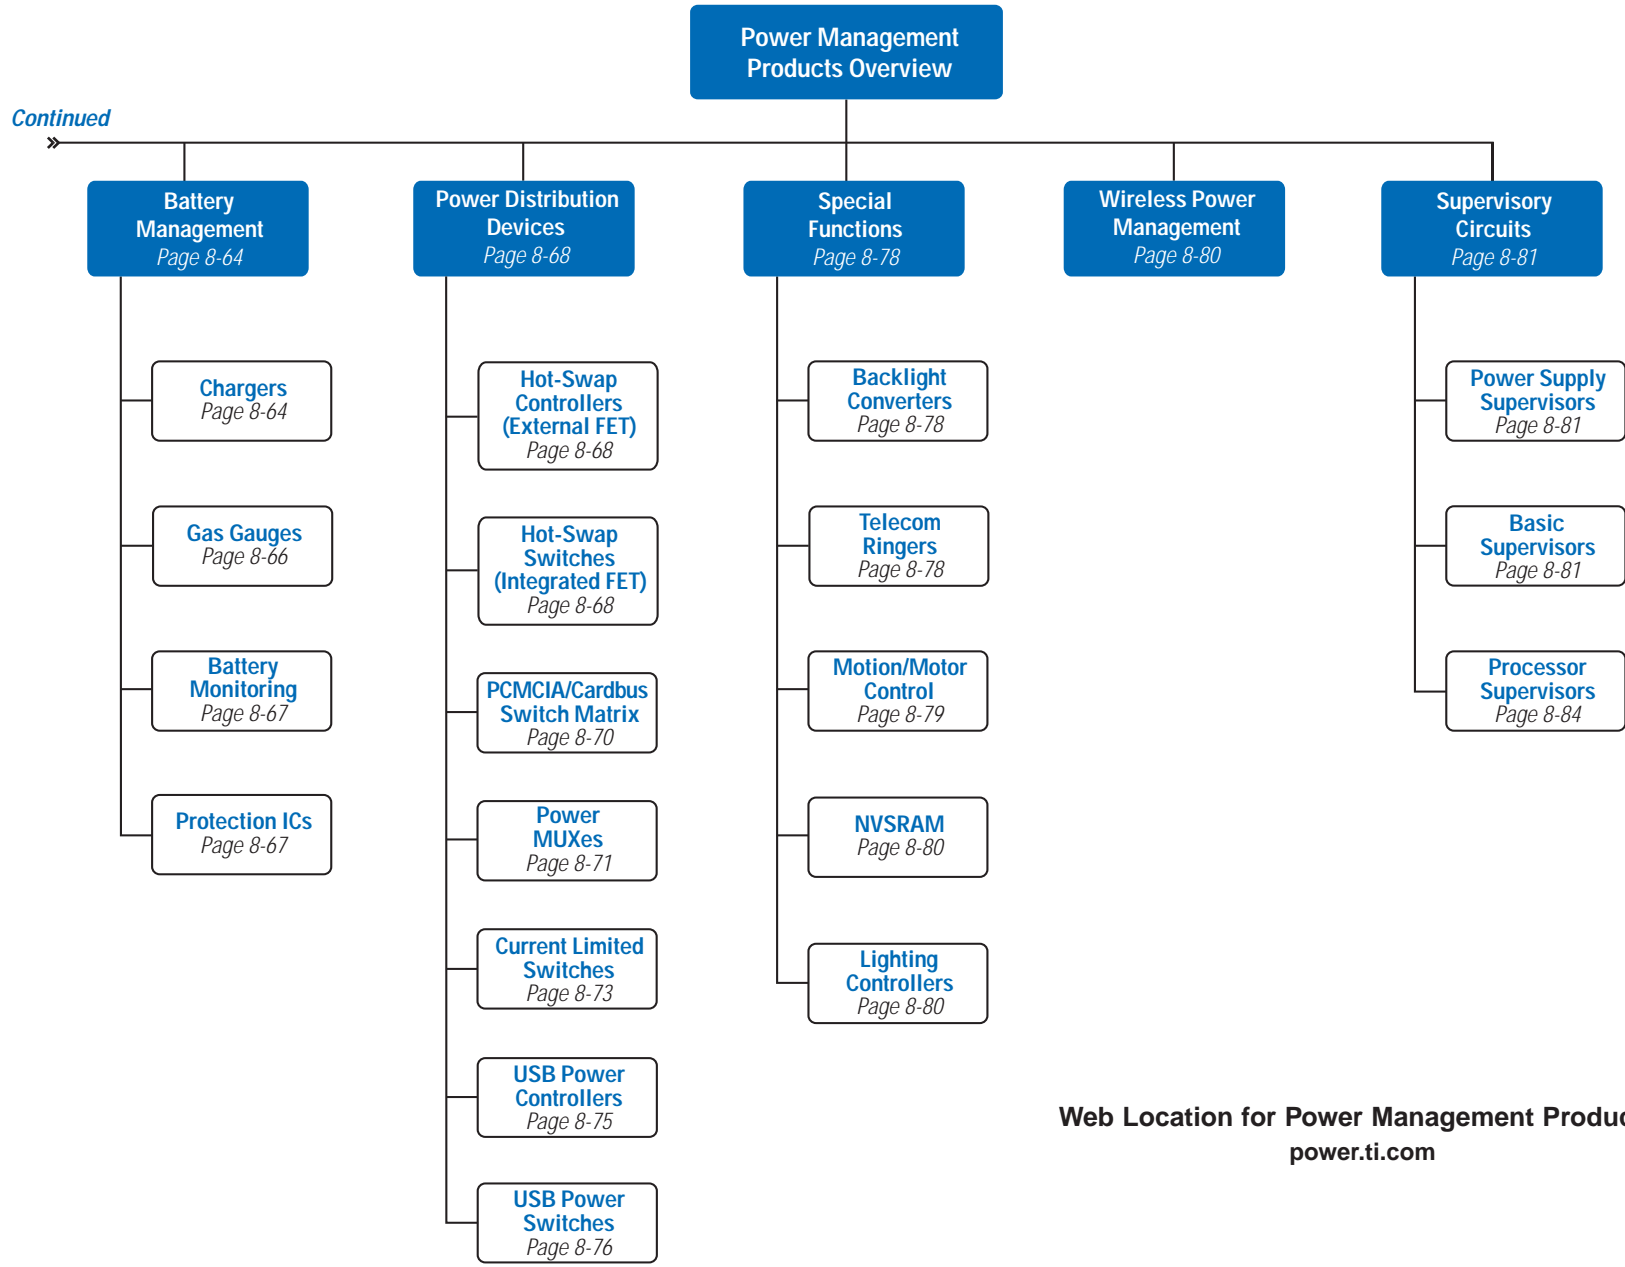 Power Management
Products Overview
Continued
Battery
Management
Page 8-64
Power Distribution
Devices
Page 8-68
Special
Functions
Page 8-78
Wireless Power
Management
Page 8-80
Supervisory
Circuits
Page 8-81
Chargers
Page 8-64
Gas Gauges
Page 8-66
Battery
Monitoring
Page 8-67
Protection ICs
Page 8-67
Hot-Swap
Controllers
(External FET)
Page 8-68
Hot-Swap
Switches
(Integrated FET)
Page 8-68
PCMCIA/Cardbus
Switch Matrix
Page 8-70
Power
MUXes
Page 8-71
Current Limited
Switches
Page 8-73
USB Power
Controllers
Page 8-75
USB Power
Switches
Page 8-76
Backlight
Converters
Page 8-78
Telecom
Ringers
Page 8-78
Motion/Motor
Control
Page 8-79
NVSRAM
Page 8-80
Lighting
Controllers
Page 8-80
Power Supply
Supervisors
Page 8-81
Basic
Supervisors
Page 8-81
Processor
Supervisors
Page 8-84
Web Location for Power Management Produc
power.ti.com